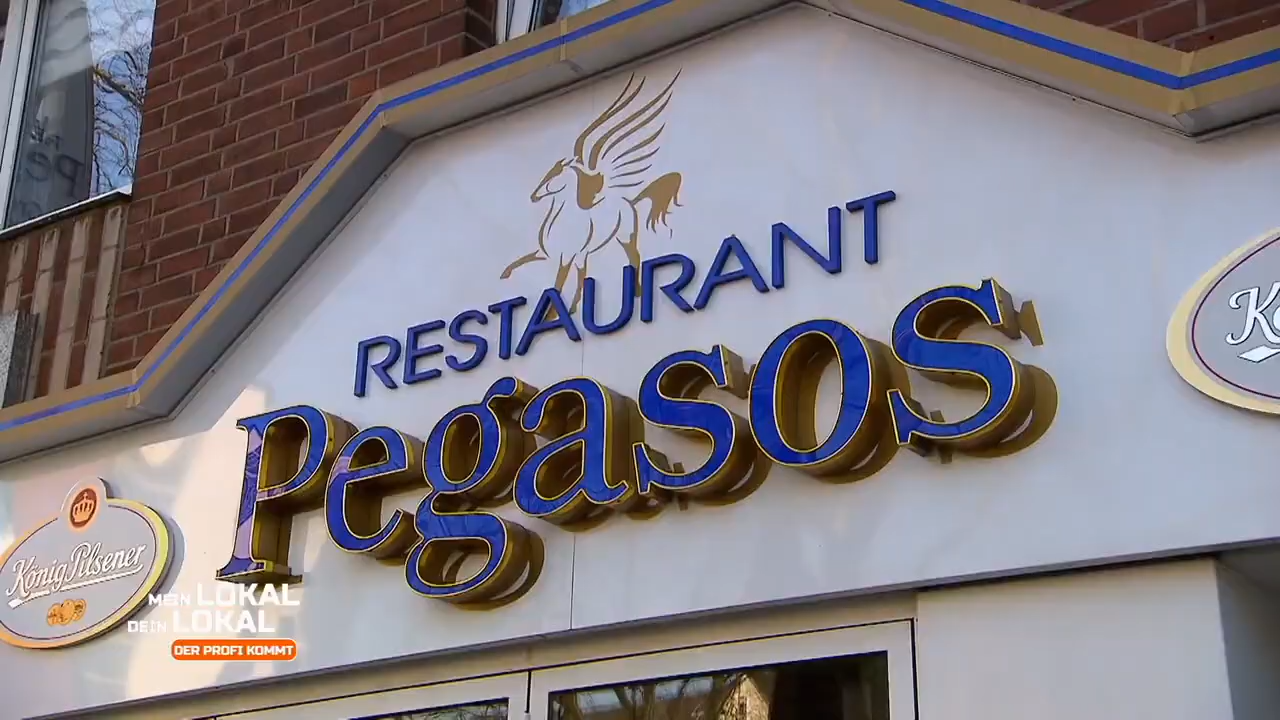 RESTAURANT
Pegasos
König Pilsener
MEIN LOKAL
DEIN LOKAL
DER PROFI KOMMT